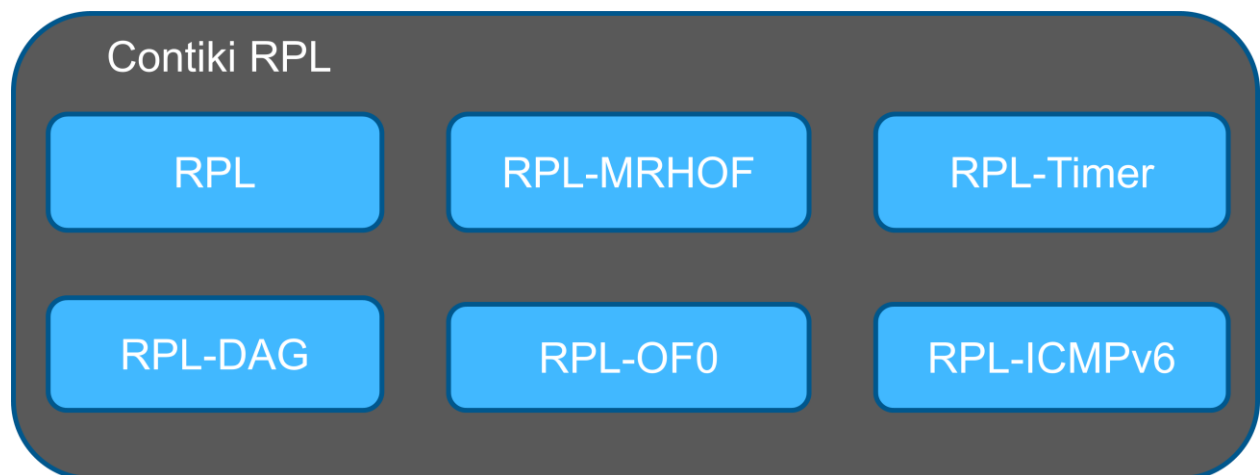 Contiki RPL
RPL
RPL-MRHOF
RPL-Timer
RPL-DAG
RPL-OF0
RPL-ICMPv6